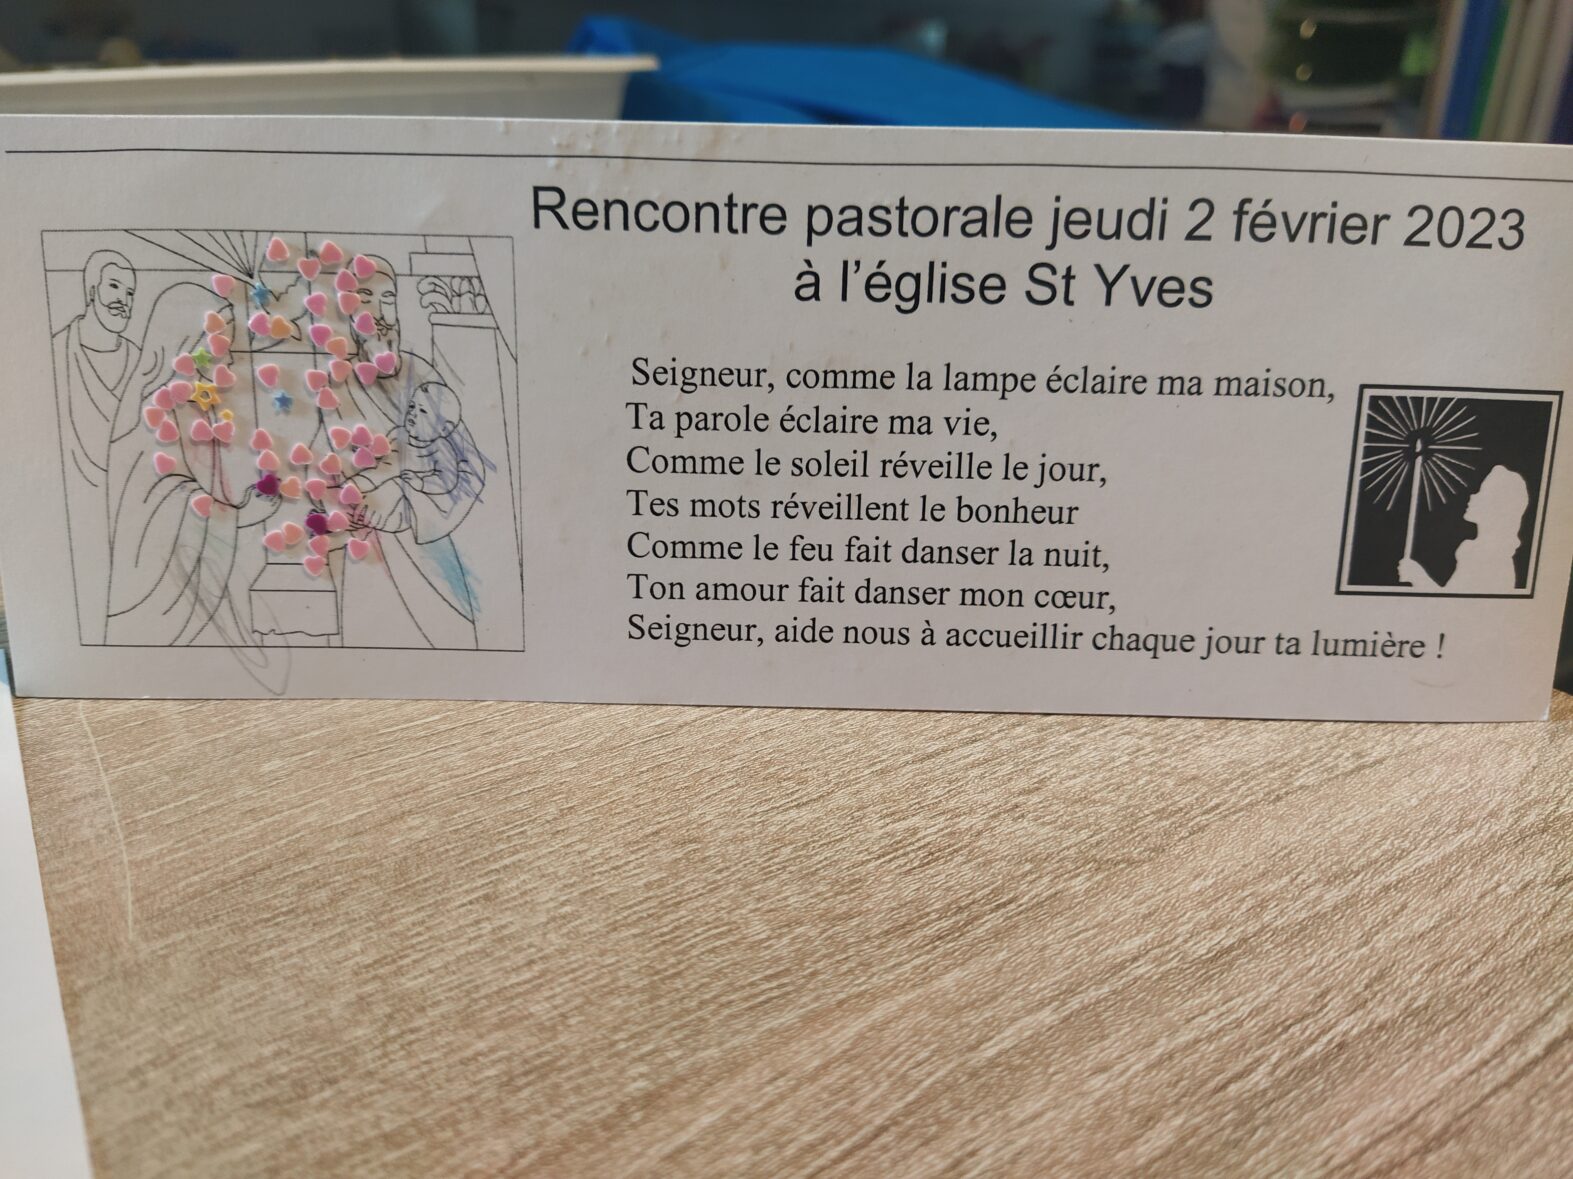 Rencontre pastorale jeudi 2 février 2023
à l'église St Yves
Seigneur, comme la lampe éclaire ma maison,
Ta parole éclaire ma vie,
Comme le soleil réveille le jour,
Tes mots réveillent le bonheur
Comme le feu fait danser la nuit,
Ton amour fait danser mon cœur,
Seigneur, aide nous à accueillir chaque jour ta lumière !